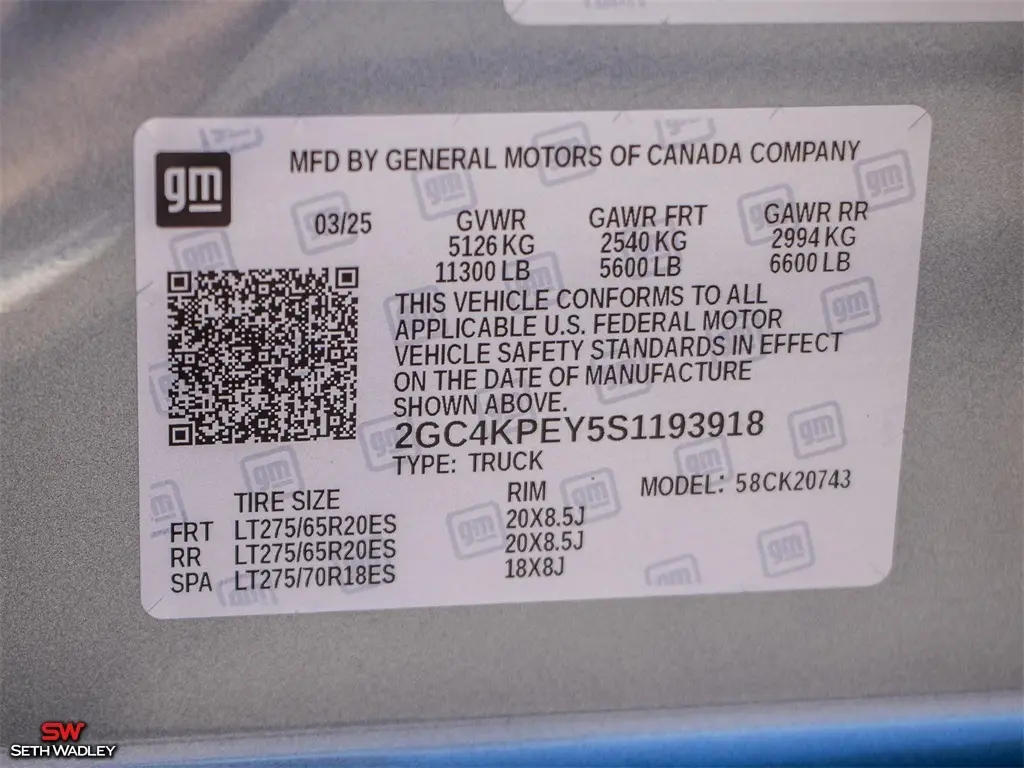 gm
MFD BY GENERAL MOTORS OF CANADA COMPANY
03/25 GVWR GAWR FRT GAWR RR
5126 KG 2540 KG 2994 KG
11300 LB 5600 LB 6600 LB
THIS VEHICLE CONFORMS TO ALL
APPLICABLE U.S. FEDERAL MOTOR
VEHICLE SAFETY STANDARDS IN EFFECT
ON THE DATE OF MANUFACTURE
SHOWN ABOVE.
2GC4KPEY5S1193918
TYPE: TRUCK
TIRE SIZE RIM MODEL: 58CK20743
FRT LT275/65R20ES 20X8.5J
RR LT275/65R20ES 20X8.5J
SPA LT275/70R18ES 18X8J
SW
SETH WADLEY